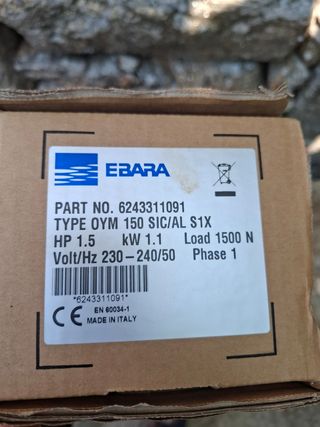 EBARA
PART NO. 6243311091
TYPE OYM 150 SIC/AL S1X
HP 1.5 kW 1.1 Load 1500 N
Volt/Hz 230-240/50 Phase 1
*6243311091*
CE EN 60034-1
MADE IN ITALY